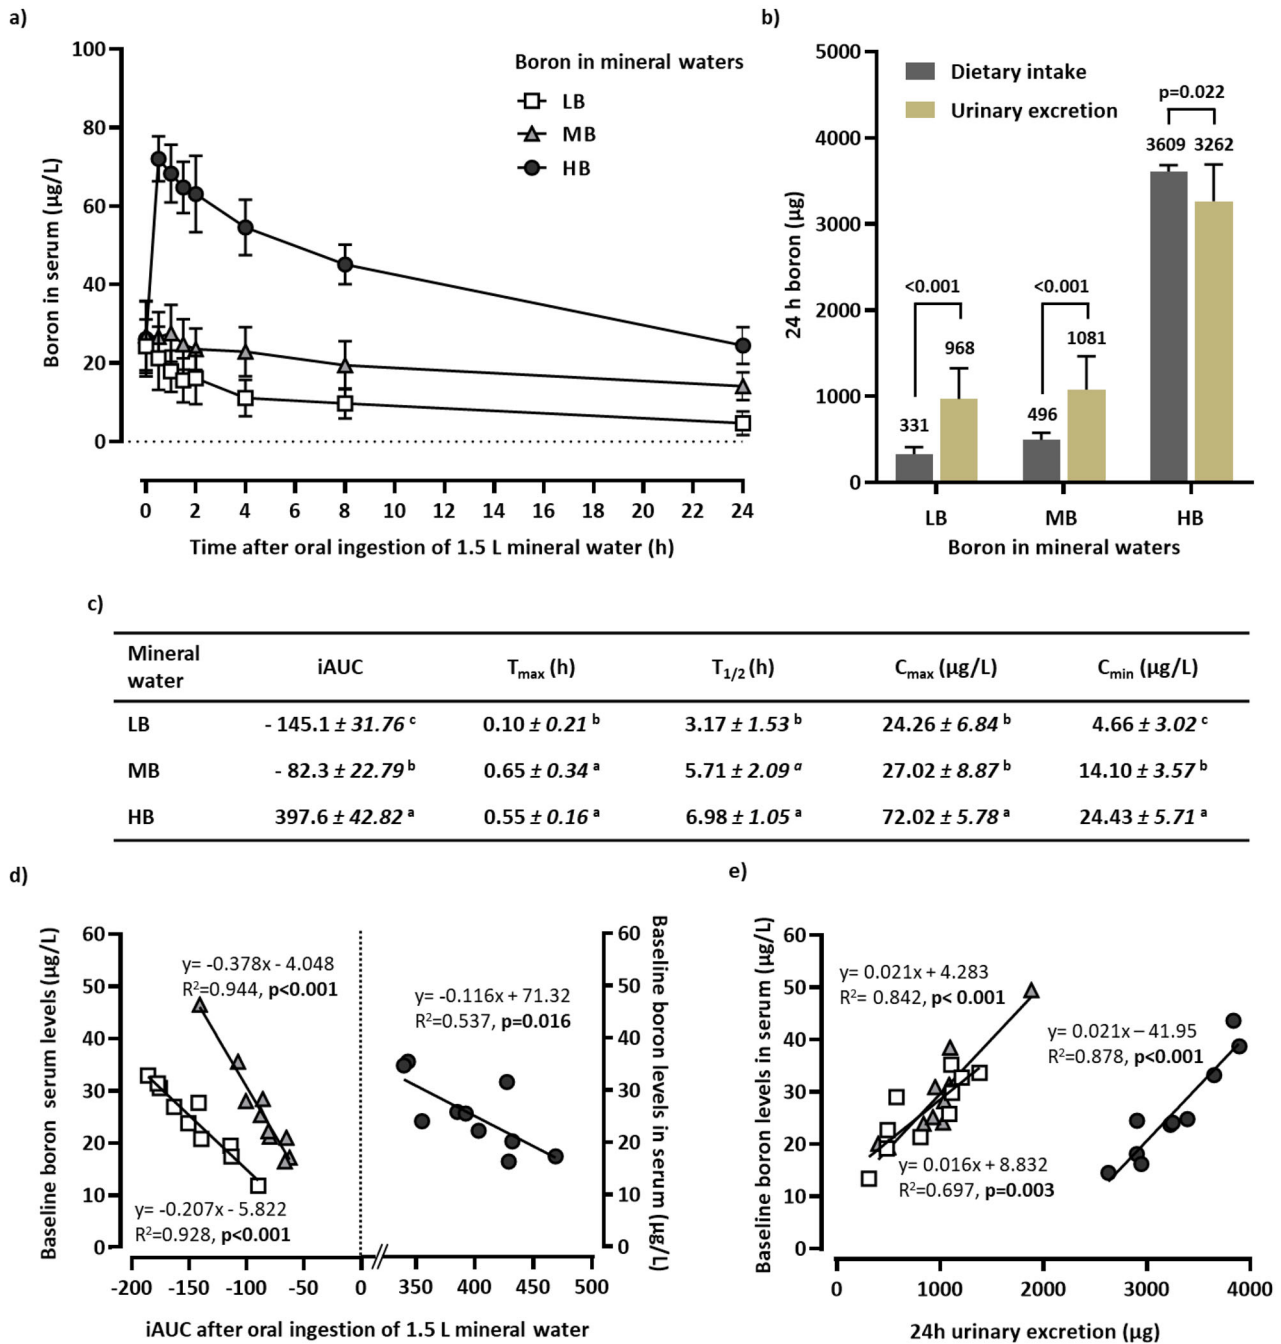 a)
100
80
60
40
20
0
Boron in serum (µg/L)
Boron in mineral waters
LB
MB
HB
0 2 4 6 8 10 12 14 16 18 20 22 24
Time after oral ingestion of 1.5 L mineral water (h)
b)
5000
4000
3000
2000
1000
0
24 h boron (µg)
Dietary intake
Urinary excretion
p=0.022
3609 3262
<0.001
<0.001
968
1081
331
496
LB MB HB
Boron in mineral waters
c)
Mineral water iAUC Tmax (h) T1/2 (h) Cmax (µg/L) Cmin (µg/L)
LB - 145.1 ± 31.76 c 0.10 ± 0.21 b 3.17 ± 1.53 b 24.26 ± 6.84 b 4.66 ± 3.02 c
MB - 82.3 ± 22.79 b 0.65 ± 0.34 a 5.71 ± 2.09 a 27.02 ± 8.87 b 14.10 ± 3.57 b
HB 397.6 ± 42.82 a 0.55 ± 0.16 a 6.98 ± 1.05 a 72.02 ± 5.78 a 24.43 ± 5.71 a
d)
Baseline boron serum levels (µg/L)
60
50
40
30
20
10
0
y= -0.378x - 4.048
R²=0.944, p<0.001
y= -0.207x - 5.822
R²=0.928, p<0.001
y= -0.116x + 71.32
R²=0.537, p=0.016
60
50
40
30
20
10
0
Baseline boron levels in serum (µg/L)
-200 -150 -100 -50 0 350 400 450 500
iAUC after oral ingestion of 1.5 L mineral water
e)
Baseline boron levels in serum (µg/L)
60
50
40
30
20
10
0
y= 0.021x + 4.283
R²= 0.842, p< 0.001
y= 0.021x – 41.95
R²=0.878, p<0.001
y= 0.016x + 8.832
R²=0.697, p=0.003
0 1000 2000 3000 4000
24h urinary excretion (µg)